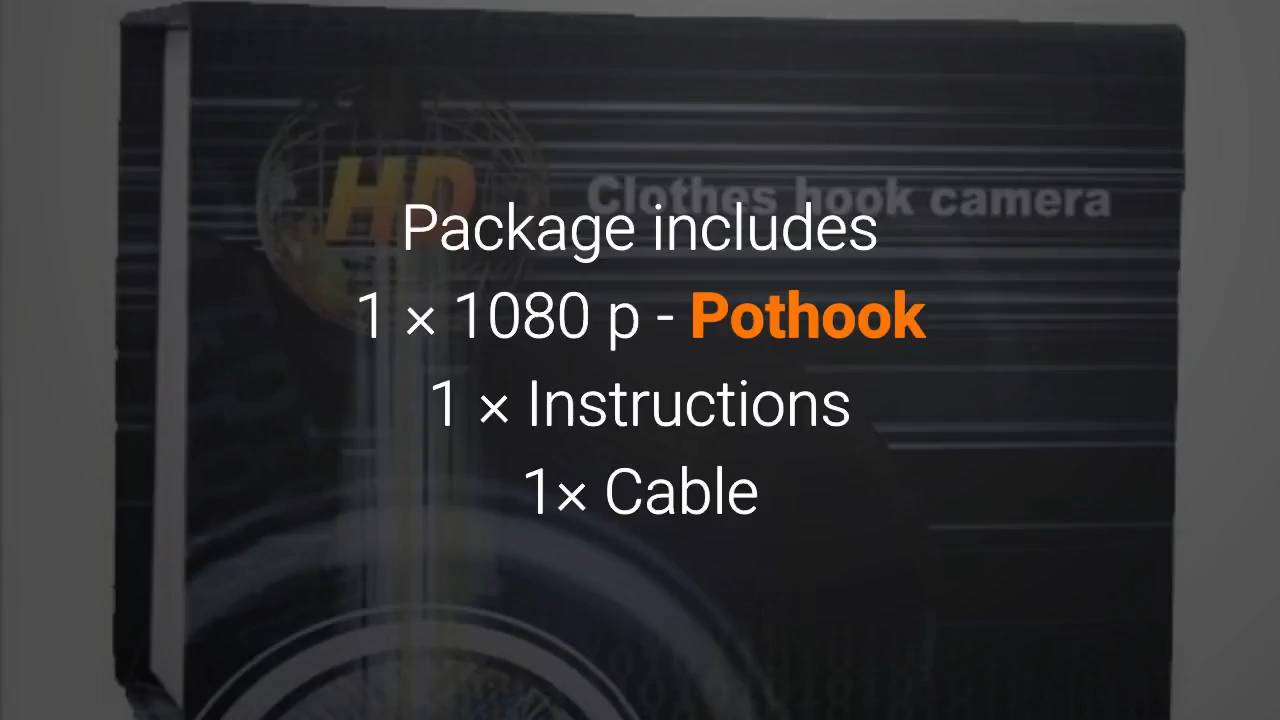 HD
Clothes hook camera
Package includes
1 × 1080 p - Pothook
1 × Instructions
1× Cable